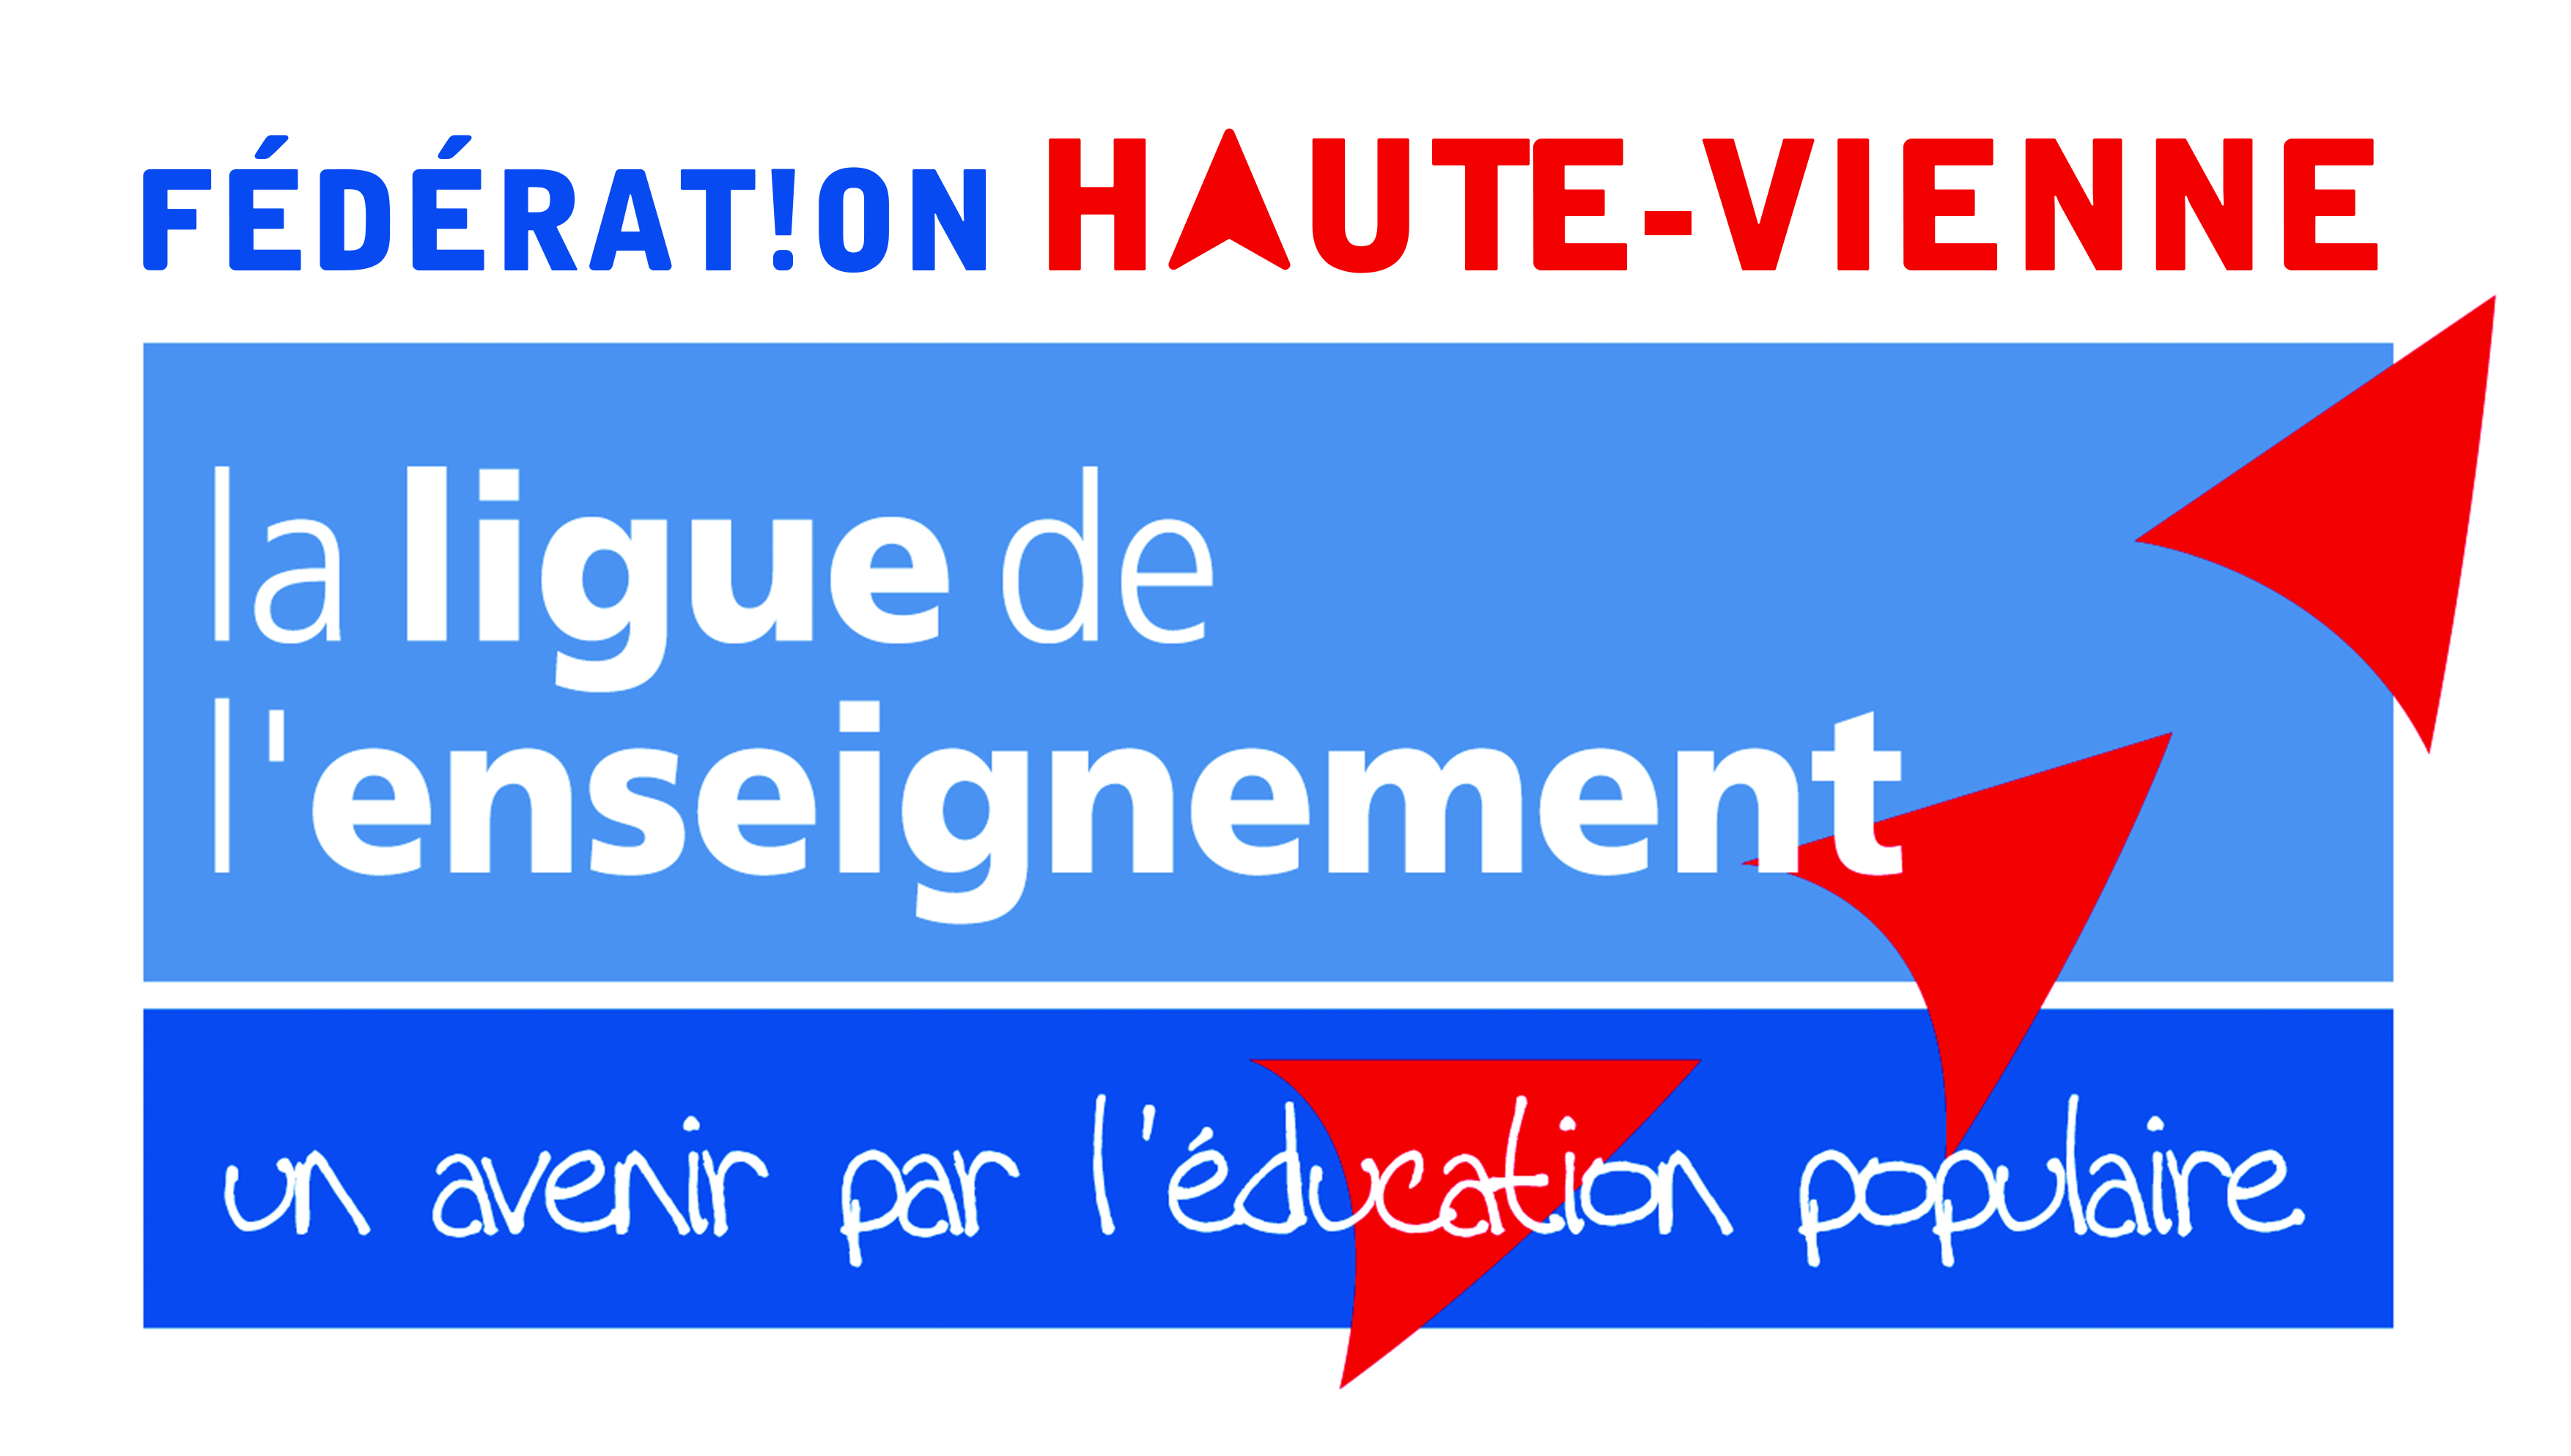 FÉDÉRAT!ON HAUTE-VIENNE
la ligue de
l'enseignement
un avenir par l'éducation populaire